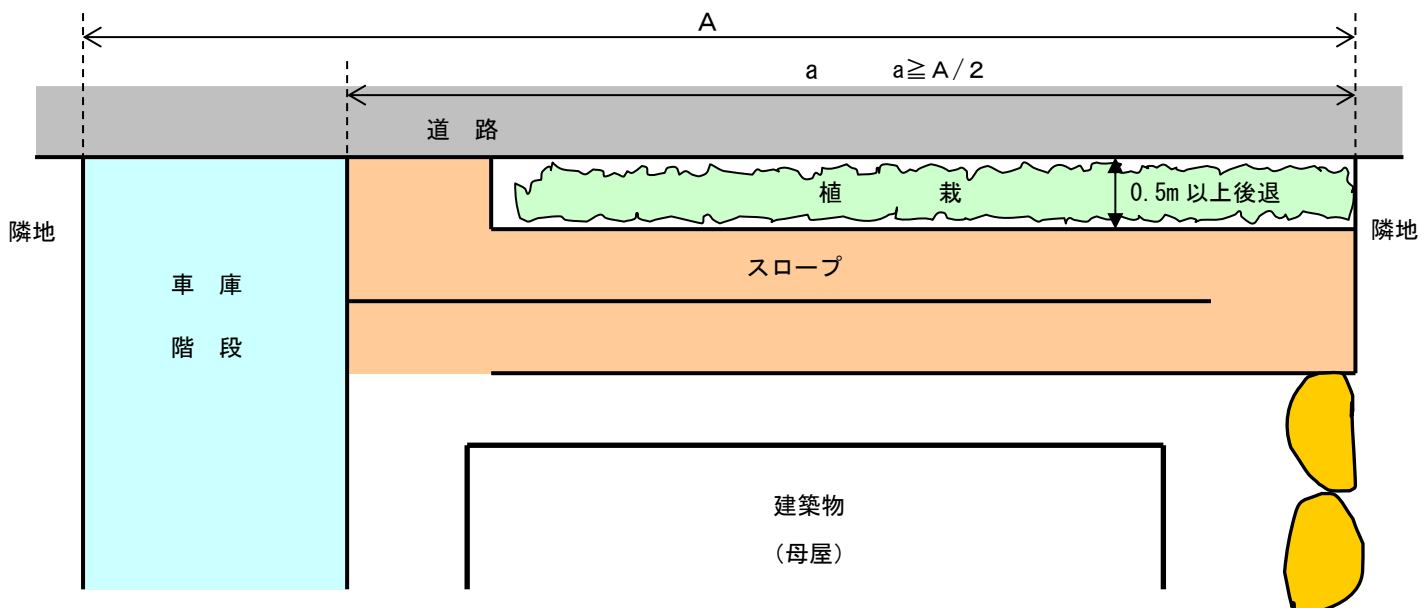 A
a a≧A/2
道 路
植 栽
0.5m 以上後退
隣地
隣地
スロープ
車 庫
階 段
建築物
(母屋)